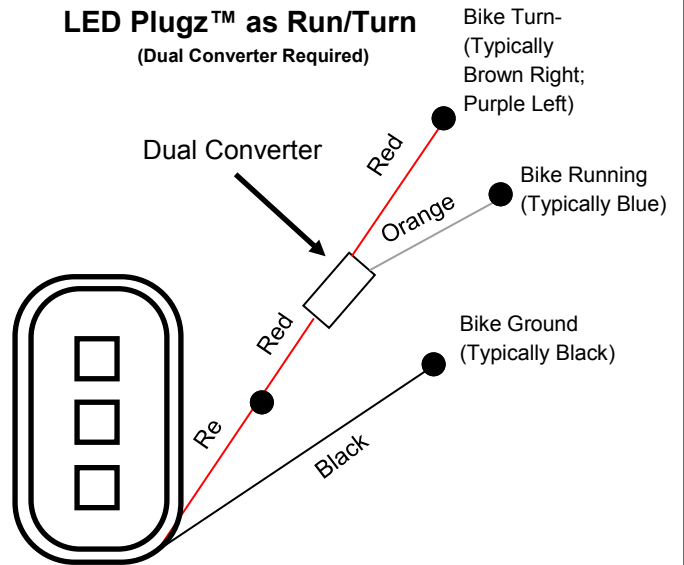 LED Plugz™ as Run/Turn
(Dual Converter Required)
Bike Turn-
(Typically
Brown Right;
Purple Left)
Dual Converter
Red
Bike Running
(Typically Blue)
Orange
Red
Bike Ground
(Typically Black)
Re
Black